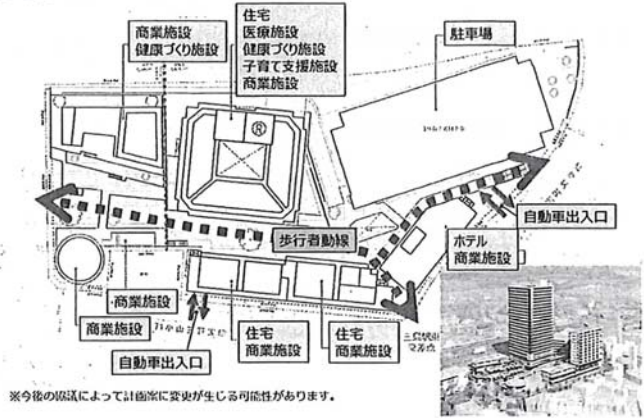 商業施設
健康づくり施設
住宅
医療施設
健康づくり施設
子育て支援施設
商業施設
駐車場
Ⓡ
歩行者動線
自動車出入口
ホテル
商業施設
商業施設
商業施設
自動車出入口
住宅
商業施設
住宅
商業施設
※今後の協議によって計画案に変更が生じる可能性があります。